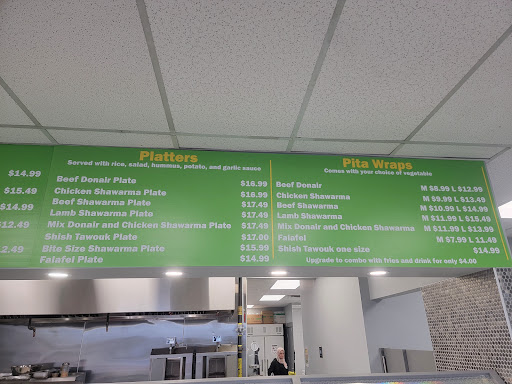 $14.99
$15.49
$14.99
$12.49
2.49
Platters
Served with rice, salad, hummus, potato, and garlic sauce
Beef Donair Plate $16.99
Chicken Shawarma Plate $16.99
Beef Shawarma Plate $17.49
Lamb Shawarma Plate $17.49
Mix Donair and Chicken Shawarma Plate $17.49
Shish Tawouk Plate $17.00
Bite Size Shawarma Plate $15.99
Falafel Plate $14.99
Pita Wraps
Comes with your choice of vegetable
Beef Donair M $8.99 L $12.99
Chicken Shawarma M $9.99 L $13.49
Beef Shawarma M $10.99 L $14.99
Lamb Shawarma M $11.99 L $15.49
Mix Donair and Chicken Shawarma M $11.99 L $13.99
Falafel M $7.99 L 11.49
Shish Tawouk one size $14.99
Upgrade to combo with fries and drink for only $4.00